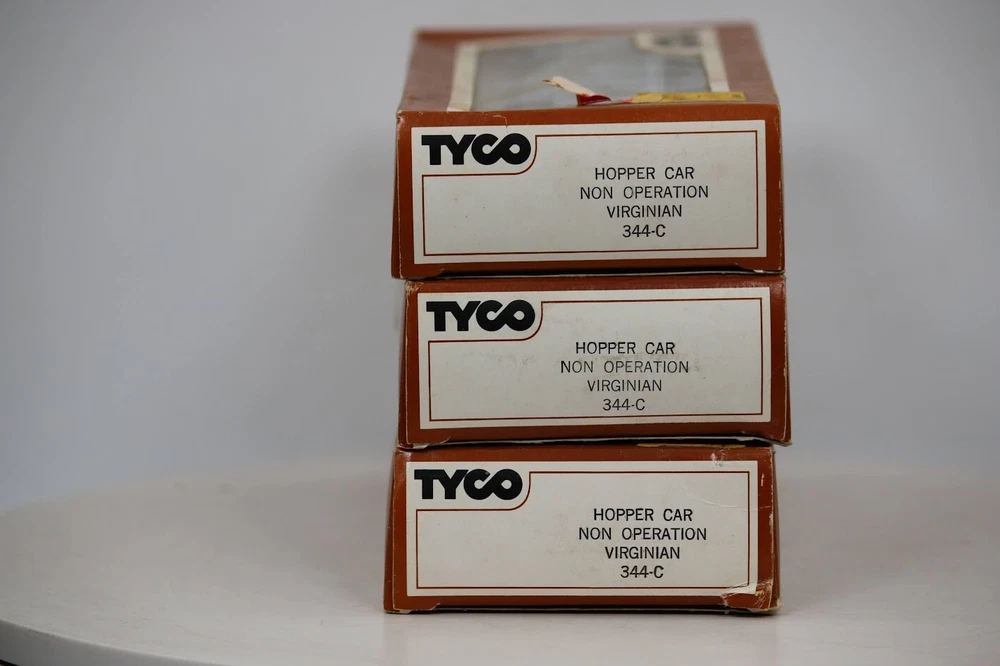 TYCO
HOPPER CAR
NON OPERATION
VIRGINIAN
344-C
TYCO
HOPPER CAR
NON OPERATION
VIRGINIAN
344-C
TYCO
HOPPER CAR
NON OPERATION
VIRGINIAN
344-C